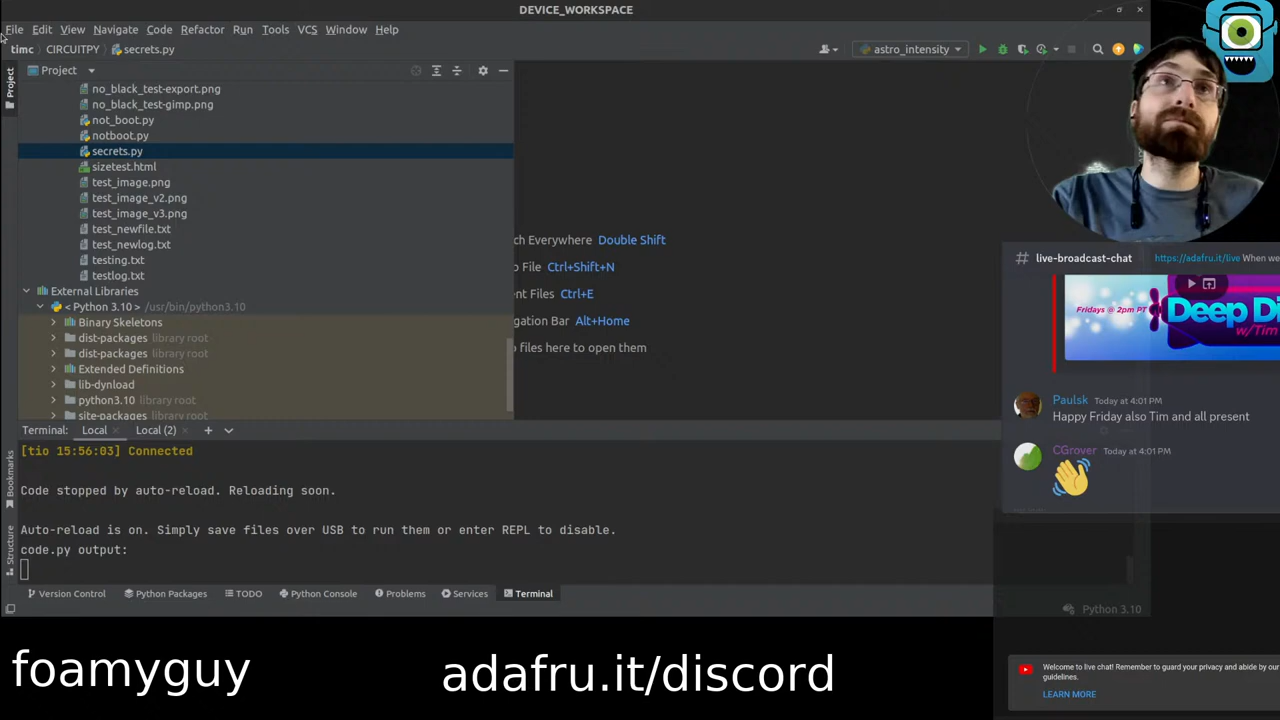 DEVICE_WORKSPACE
File Edit View Navigate Code Refactor Run Tools VCS Window Help
timc CIRCUITPY secrets.py
astro_intensity
Project
Project
no_black_test-export.png
no_black_test-gimp.png
not_boot.py
notboot.py
secrets.py
sizetest.html
test_image.png
test_image_v2.png
test_image_v3.png
test_newfile.txt
test_newlog.txt
testing.txt
testlog.txt
External Libraries
< Python 3.10 > /usr/bin/python3.10
Binary Skeletons
dist-packages library root
dist-packages library root
Extended Definitions
lib-dynload
python3.10 library root
site-packages library root
ch Everywhere Double Shift
o File Ctrl+Shift+N
ent Files Ctrl+E
igation Bar Alt+Home
files here to open them
Terminal: Local Local (2)
[tio 15:56:03] Connected
Code stopped by auto-reload. Reloading soon.
Auto-reload is on. Simply save files over USB to run them or enter REPL to disable.
code.py output:
Bookmarks
Structure
Version Control Python Packages TODO Python Console Problems Services Terminal
Python 3.10
# live-broadcast-chat https://adafru.it/live When we
Fridays @ 2pm PT
Deep Di
w/Tim
Paulsk Today at 4:01 PM
Happy Friday also Tim and all present
CGrover Today at 4:01 PM
Welcome to live chat! Remember to guard your privacy and abide by our
guidelines.
LEARN MORE
foamyguy
adafru.it/discord